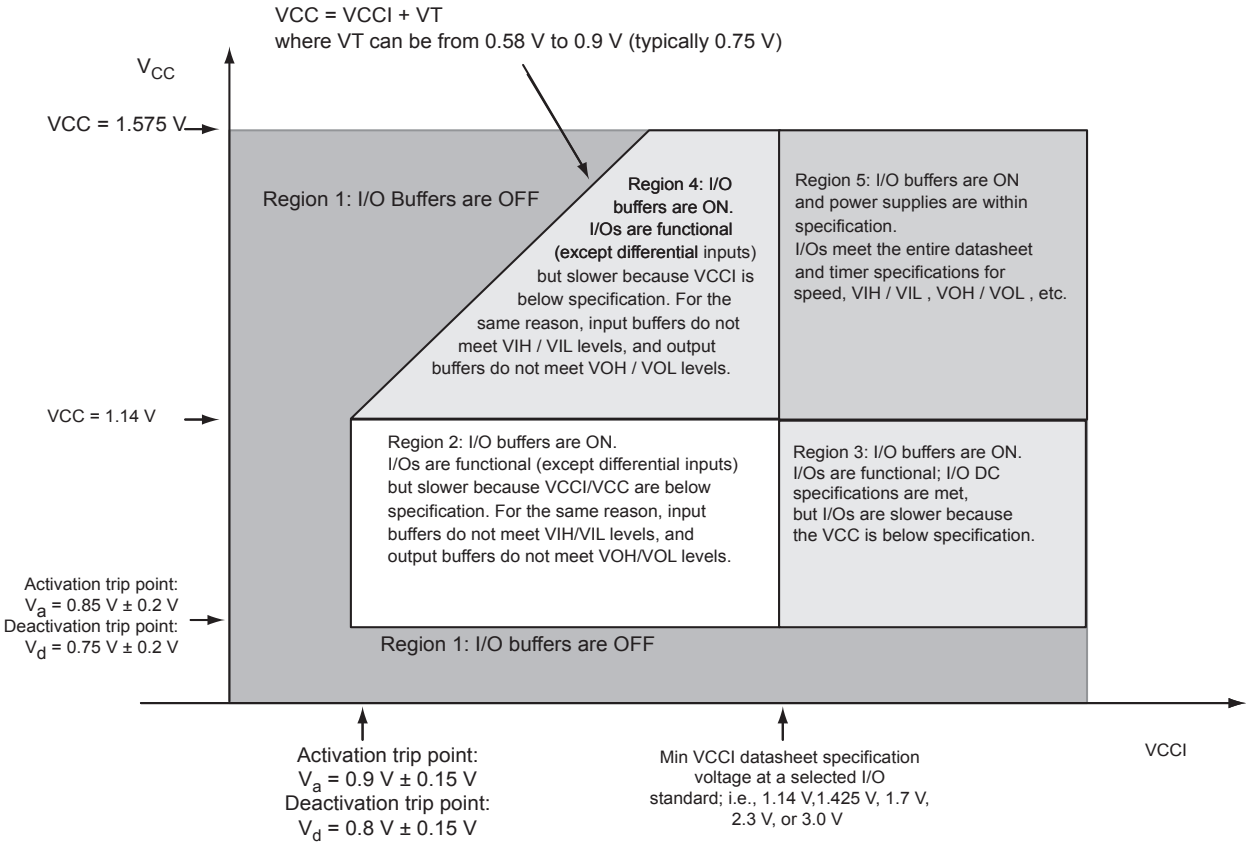 VCC = VCCI + VT
where VT can be from 0.58 V to 0.9 V (typically 0.75 V)
VCC
VCC = 1.575 V
Region 1: I/O Buffers are OFF
Region 4: I/O
buffers are ON.
I/Os are functional
(except differential inputs)
but slower because VCCI is
below specification. For the
same reason, input buffers do not
meet VIH / VIL levels, and output
buffers do not meet VOH / VOL levels.
Region 5: I/O buffers are ON
and power supplies are within
specification.
I/Os meet the entire datasheet
and timer specifications for
speed, VIH / VIL , VOH / VOL , etc.
VCC = 1.14 V
Region 2: I/O buffers are ON.
I/Os are functional (except differential inputs)
but slower because VCCI/VCC are below
specification. For the same reason, input
buffers do not meet VIH/VIL levels, and
output buffers do not meet VOH/VOL levels.
Region 3: I/O buffers are ON.
I/Os are functional; I/O DC
specifications are met,
but I/Os are slower because
the VCC is below specification.
Activation trip point:
Va = 0.85 V ± 0.2 V
Deactivation trip point:
Vd = 0.75 V ± 0.2 V
Region 1: I/O buffers are OFF
Activation trip point:
Va = 0.9 V ± 0.15 V
Deactivation trip point:
Vd = 0.8 V ± 0.15 V
Min VCCI datasheet specification
voltage at a selected I/O
standard; i.e., 1.14 V,1.425 V, 1.7 V,
2.3 V, or 3.0 V
VCCI